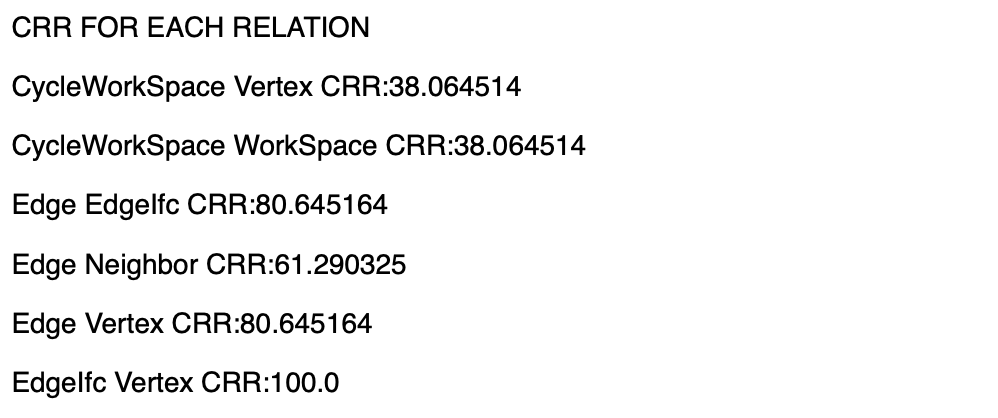 CRR FOR EACH RELATION
CycleWorkSpace Vertex CRR:38.064514
CycleWorkSpace WorkSpace CRR:38.064514
Edge EdgeIfc CRR:80.645164
Edge Neighbor CRR:61.290325
Edge Vertex CRR:80.645164
EdgeIfc Vertex CRR:100.0